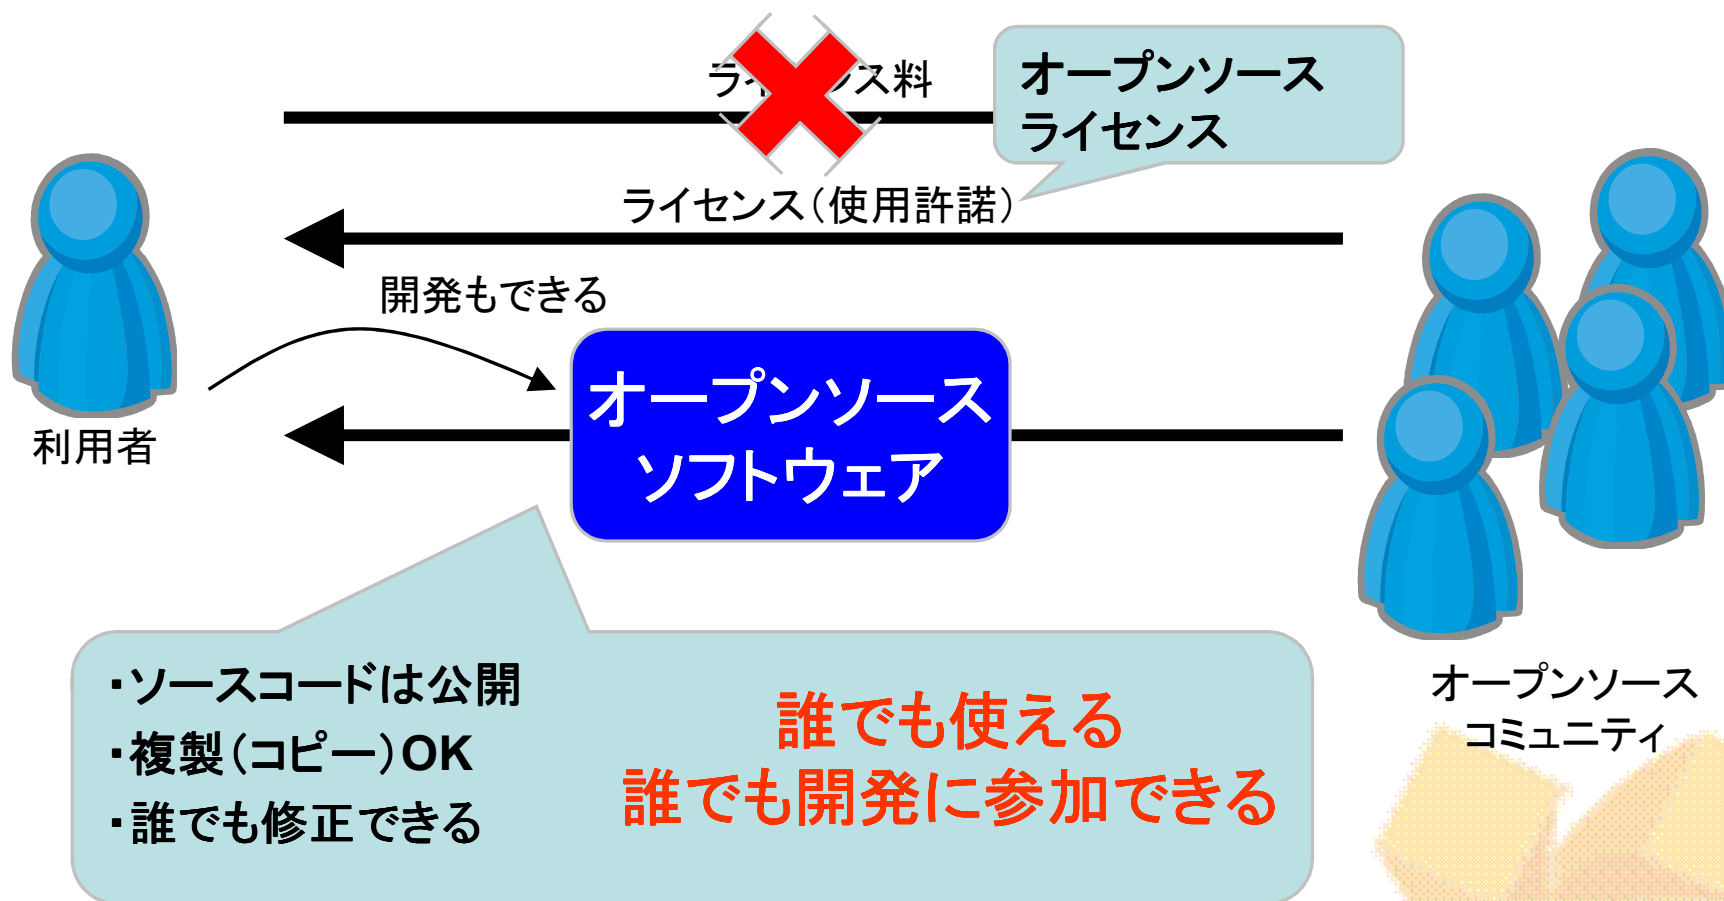 ライセンス料
オープンソース
ライセンス
ライセンス（使用許諾）
開発もできる
オープンソース
ソフトウェア
利用者
・ソースコードは公開
・複製（コピー）OK
・誰でも修正できる
誰でも使える
誰でも開発に参加できる
オープンソース
コミュニティ